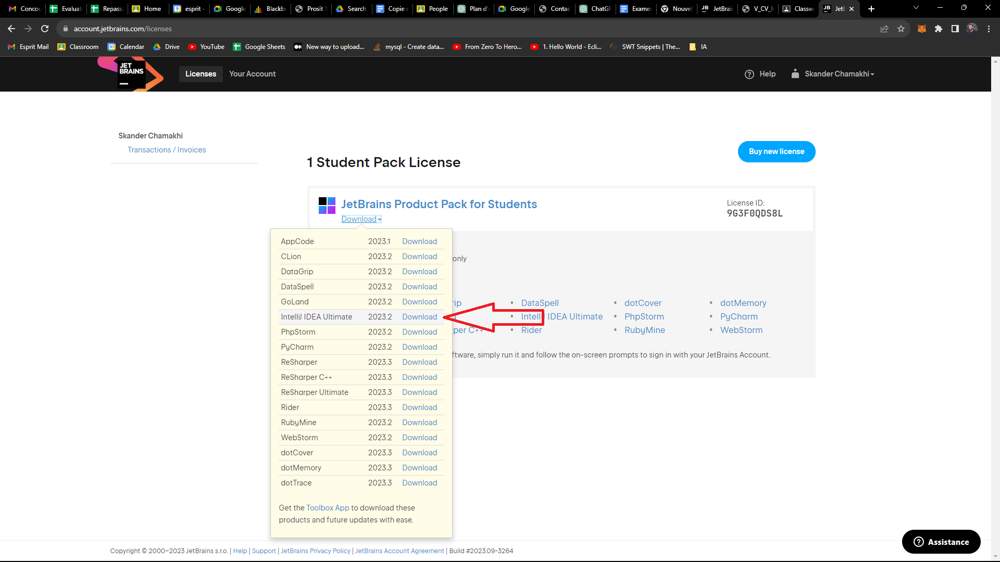 Concou
Evaluati
Repass
Home
esprit -
Google
Blackbo
Prosit 1
Search
Copie d
People
Plan d'
Google
Contac
ChatGP
Examen
Nouvel
JetBrain
V_CV_I
Classw
JetB
account.jetbrains.com/licenses
Esprit Mail
Classroom
Calendar
Drive
YouTube
Google Sheets
New way to upload...
mysql - Create data...
From Zero To Hero...
1. Hello World - Ecli...
SWT Snippets | The...
IA
JET
BRAINS
Licenses
Your Account
Help
Skander Chamakhi
Skander Chamakhi
Transactions / Invoices
Buy new license
1 Student Pack License
JetBrains Product Pack for Students
Download
License ID:
9G3F0QDS8L
AppCode 2023.1 Download
CLion 2023.2 Download
DataGrip 2023.2 Download
DataSpell 2023.2 Download
GoLand 2023.2 Download
IntelliJ IDEA Ultimate 2023.2 Download
PhpStorm 2023.2 Download
PyCharm 2023.2 Download
ReSharper 2023.3 Download
ReSharper C++ 2023.3 Download
ReSharper Ultimate 2023.3 Download
Rider 2023.3 Download
RubyMine 2023.2 Download
WebStorm 2023.2 Download
dotCover 2023.3 Download
dotMemory 2023.3 Download
dotTrace 2023.3 Download
Get the Toolbox App to download these
products and future updates with ease.
only
rip • DataSpell • dotCover • dotMemory
• Intelli IDEA Ultimate • PhpStorm • PyCharm
per C++ • Rider • RubyMine • WebStorm
ftware, simply run it and follow the on-screen prompts to sign in with your JetBrains Account.
Copyright © 2000–2023 JetBrains s.r.o. | Help | Support | JetBrains Privacy Policy | JetBrains Account Agreement | Build #2023.09-3264
Assistance